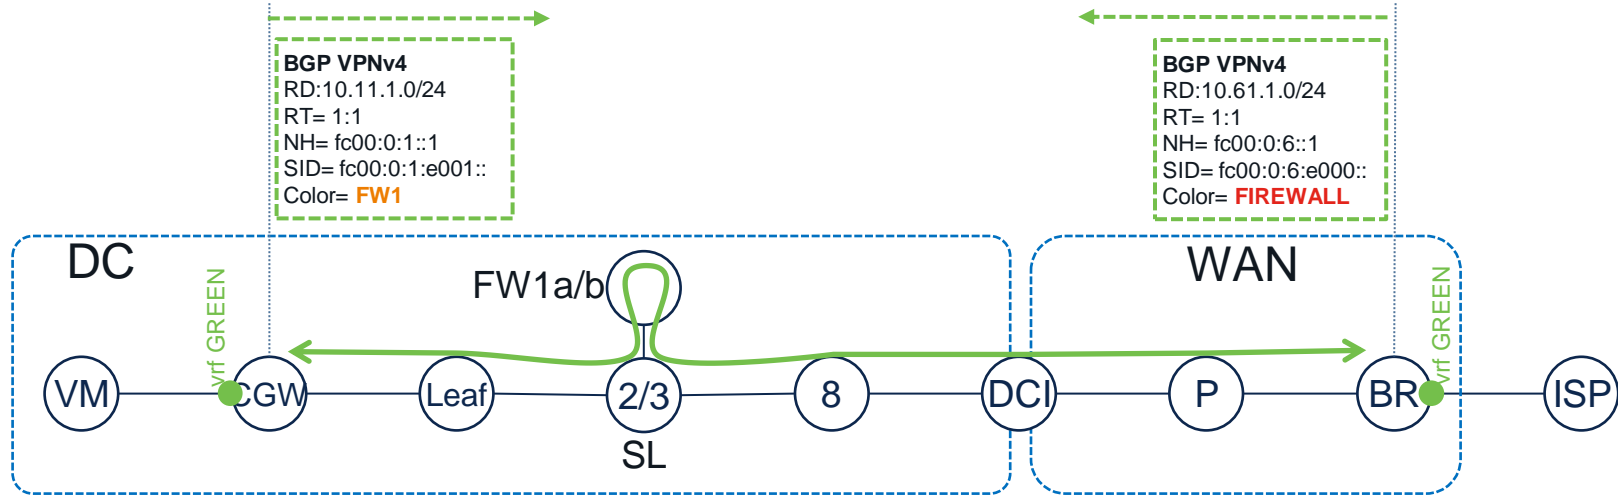 BGP VPNv4
RD:10.11.1.0/24
RT= 1:1
NH= fc00:0:1::1
SID= fc00:0:1:e001::
Color= FW1
BGP VPNv4
RD:10.61.1.0/24
RT= 1:1
NH= fc00:0:6::1
SID= fc00:0:6:e000::
Color= FIREWALL
DC
WAN
FW1a/b
vrf GREEN
vrf GREEN
VM
CGW
Leaf
2/3
8
DCI
P
BR
ISP
SL